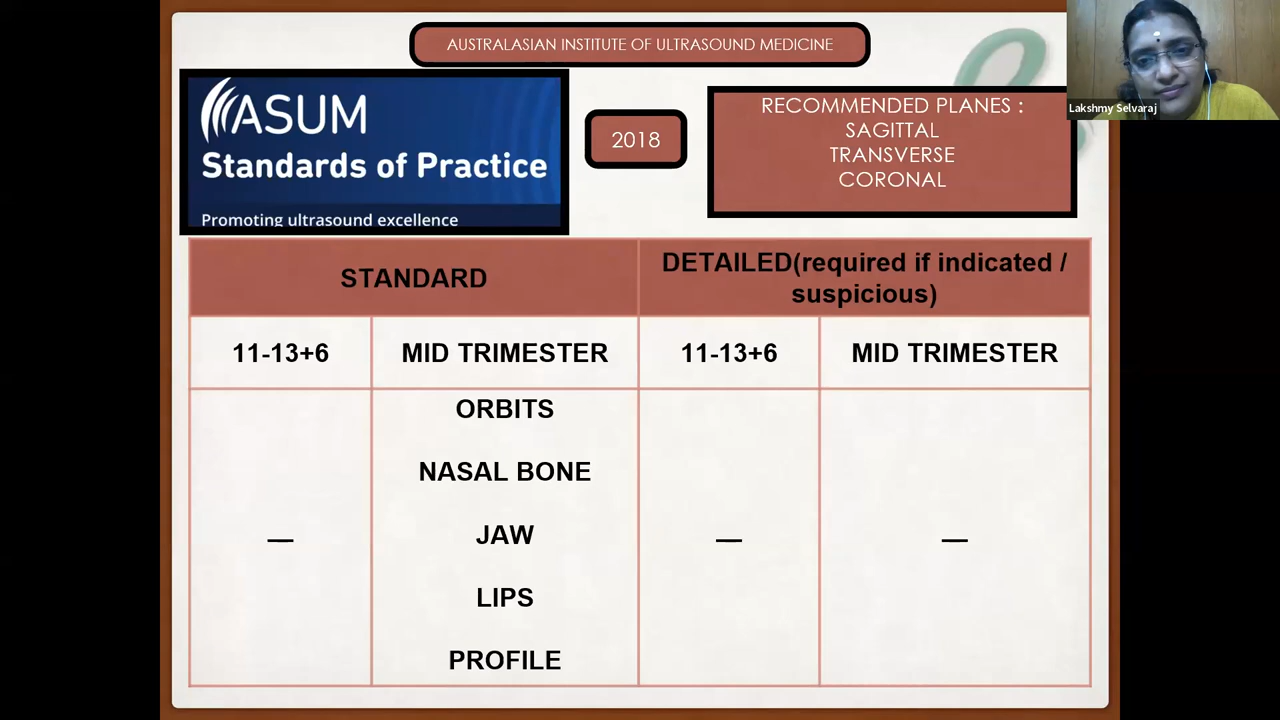 AUSTRALASIAN INSTITUTE OF ULTRASOUND MEDICINE
ASUM
Standards of Practice
Promoting ultrasound excellence
2018
RECOMMENDED PLANES :
SAGITTAL
TRANSVERSE
CORONAL
Lakshmy Selvaraj
STANDARD
DETAILED(required if indicated /
suspicious)
11-13+6
MID TRIMESTER
11-13+6
MID TRIMESTER
—
ORBITS
NASAL BONE
JAW
LIPS
PROFILE
—
—